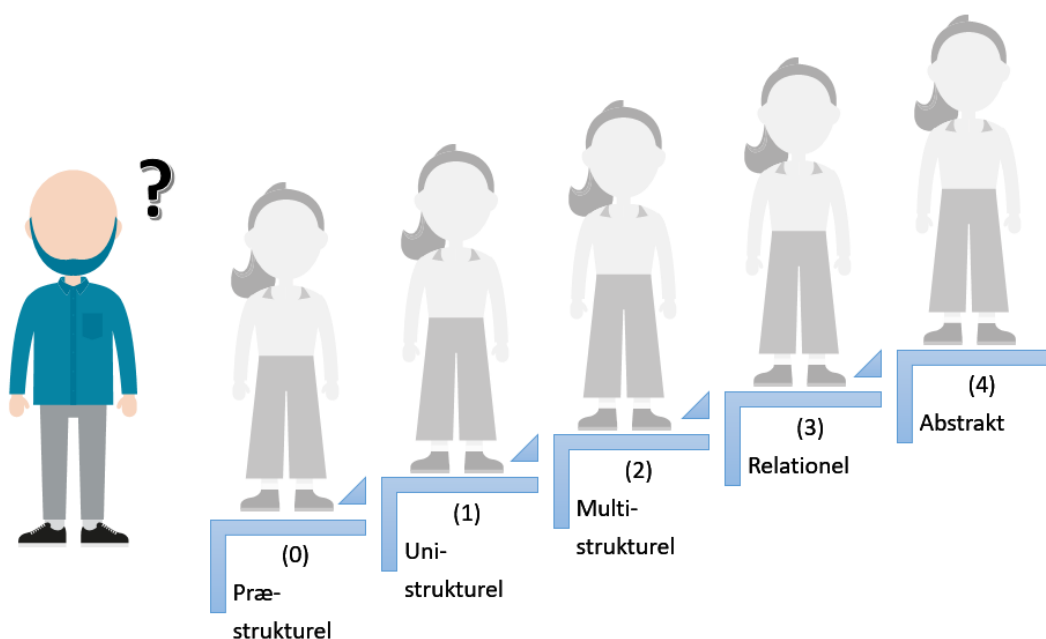 ?
(0)
Præ-
strukturel
(1)
Uni-
strukturel
(2)
Multi-
strukturel
(3)
Relationel
(4)
Abstrakt